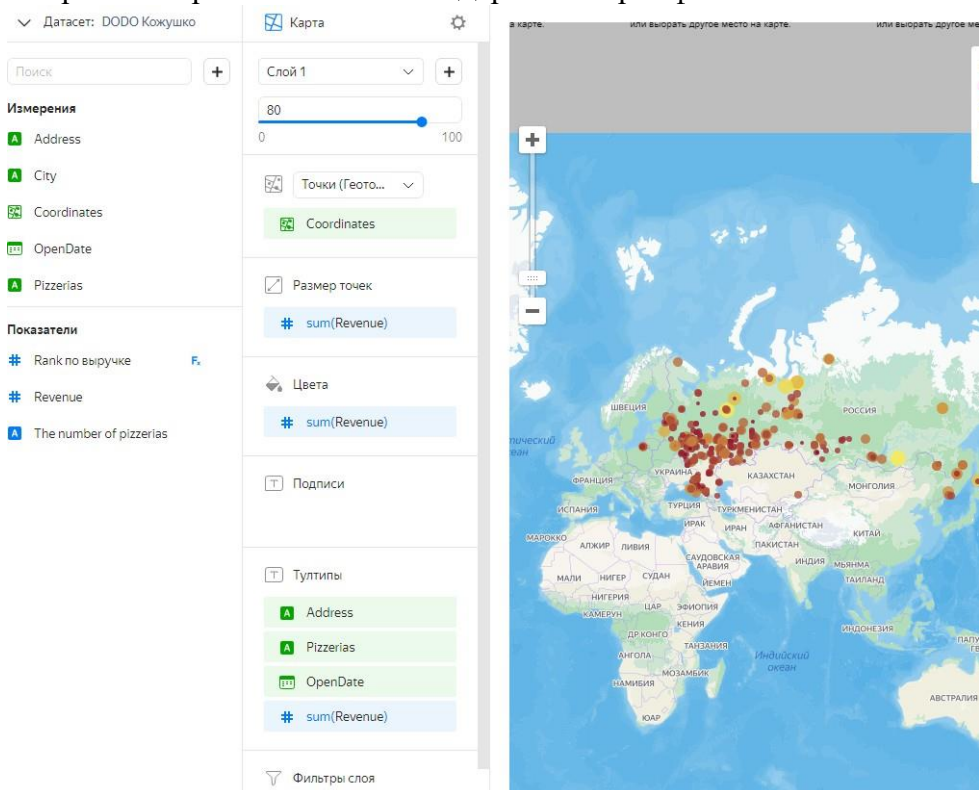 Датасет: DODO Кожушко
Поиск
Измерения
Address
City
Coordinates
OpenDate
Pizzerias
Показатели
Rank по выручке
Revenue
The number of pizzerias
Карта
Слой 1
80
0 100
Точки (Геото...
Coordinates
Размер точек
sum(Revenue)
Цвета
sum(Revenue)
Подписи
Тултипы
Address
Pizzerias
OpenDate
sum(Revenue)
Фильтры слоя
а карте. или выбрать другое место на карте. или выбрать другое ме
ШВЕЦИЯ
РОССИЯ
УКРАИНА
КАЗАХСТАН
ФРАНЦИЯ
МОНГОЛИЯ
ИСПАНИЯ
ТУРЦИЯ
ТУРКМЕНИСТАН
ИРАК
ИРАН
АФГАНИСТАН
КИТАЙ
МАРОККО
АЛЖИР
ЛИВИЯ
ПАКИСТАН
САУДОВСКАЯ
АРАВИЯ
ИНДИЯ
МЬЯНМА
МАЛИ
НИГЕР
СУДАН
ЙЕМЕН
ТАИЛАНД
НИГЕРИЯ
КАМЕРУН
ЦАР
ЭФИОПИЯ
КЕНИЯ
ДР КОНГО
ТАНЗАНИЯ
ИНДОНЕЗИЯ
АНГОЛА
Индийский
океан
МОЗАМБИК
НАМИБИЯ
АВСТРАЛИЯ
ЮАР